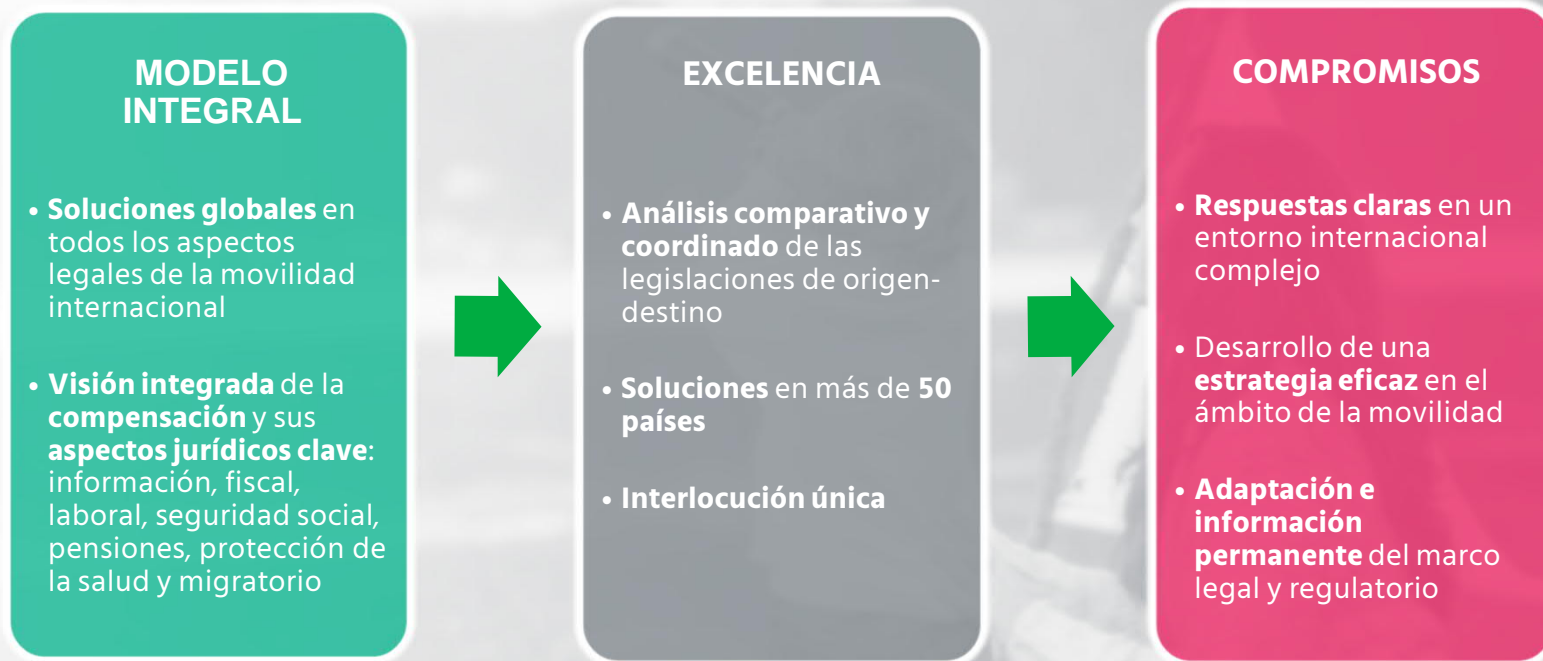 MODELO
INTEGRAL
• Soluciones globales en
todos los aspectos
legales de la movilidad
internacional
• Visión integrada de la
compensación y sus
aspectos jurídicos clave:
información, fiscal,
laboral, seguridad social,
pensiones, protección de
la salud y migratorio
EXCELENCIA
• Análisis comparativo y
coordinado de las
legislaciones de origen-
destino
• Soluciones en más de 50
países
• Interlocución única
COMPROMISOS
• Respuestas claras en un
entorno internacional
complejo
• Desarrollo de una
estrategia eficaz en el
ámbito de la movilidad
• Adaptación e
información
permanente del marco
legal y regulatorio